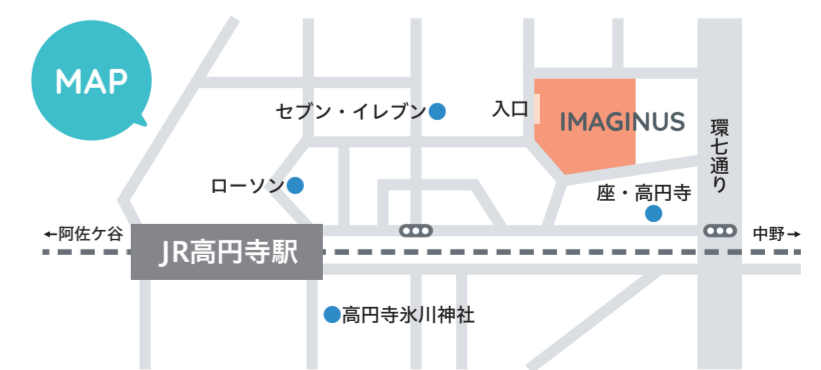 MAP
セブン・イレブン
入口
IMAGINUS
環七通り
ローソン
座・高円寺
←阿佐ケ谷
中野→
JR高円寺駅
高円寺氷川神社